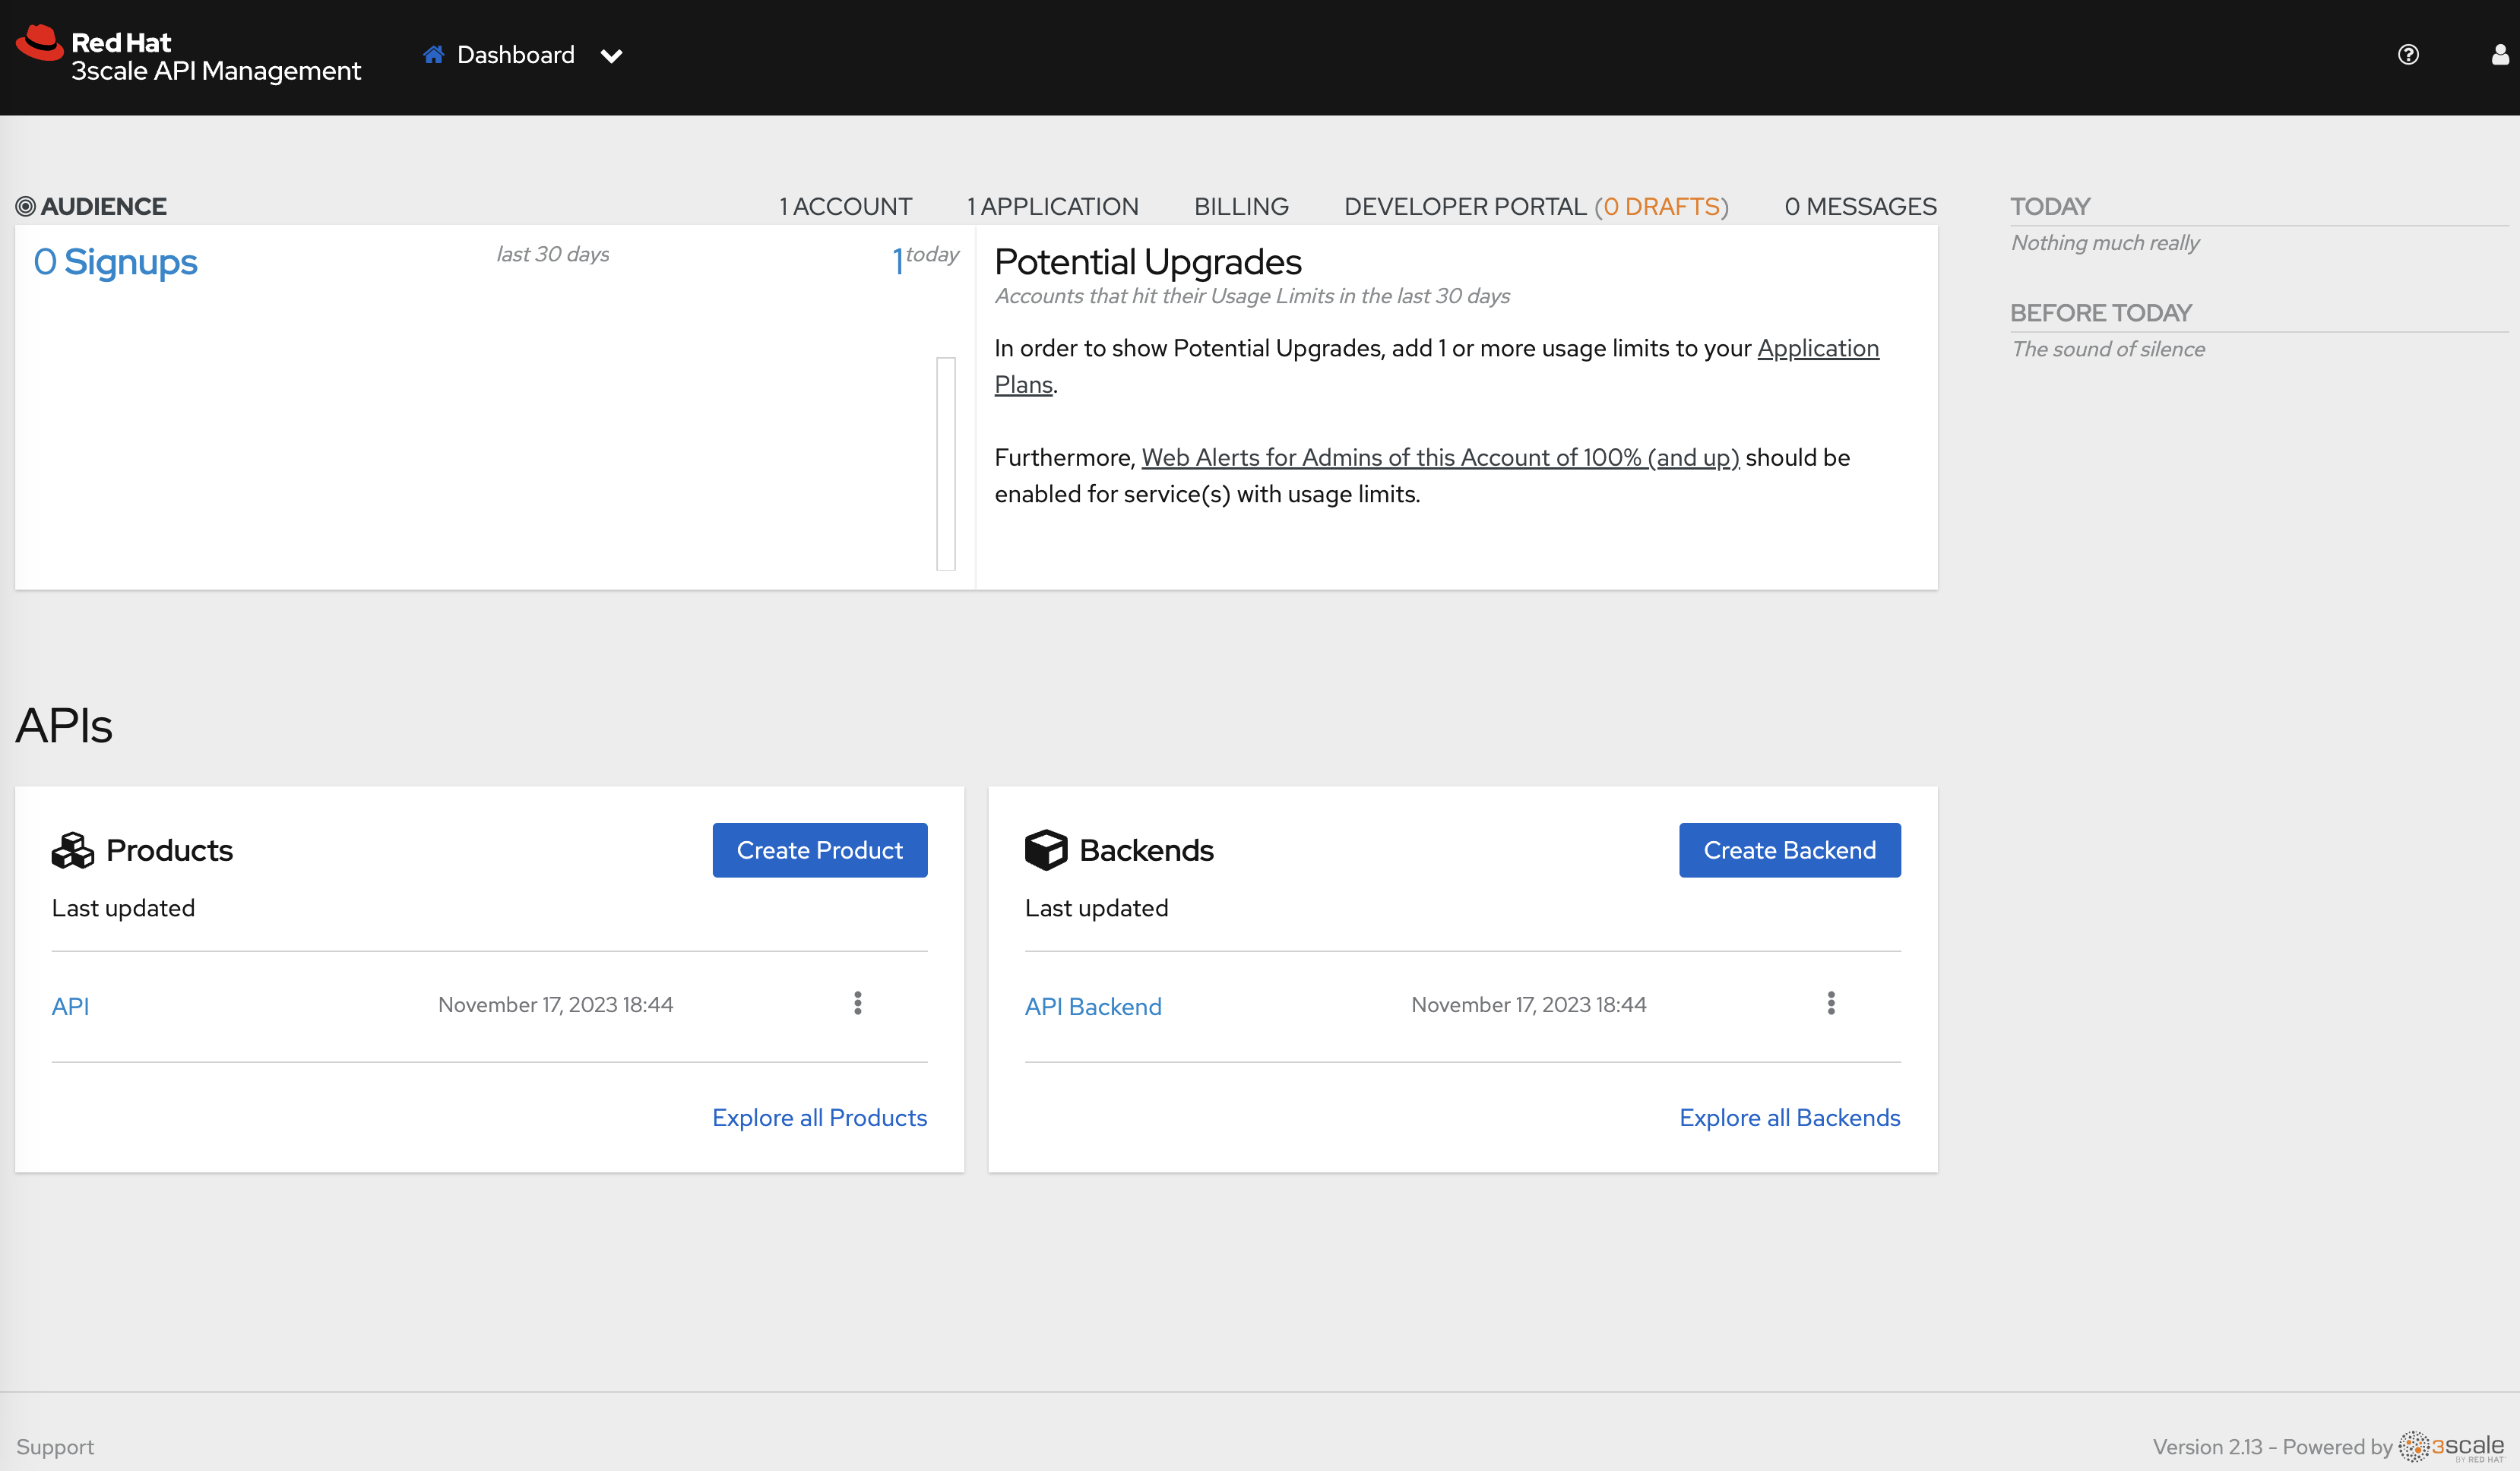 Red Hat
3scale API Management
Dashboard
AUDIENCE
1 ACCOUNT
1 APPLICATION
BILLING
DEVELOPER PORTAL (0 DRAFTS)
0 MESSAGES
0 Signups
last 30 days
1 today
Potential Upgrades
Accounts that hit their Usage Limits in the last 30 days
In order to show Potential Upgrades, add 1 or more usage limits to your Application
Plans.
Furthermore, Web Alerts for Admins of this Account of 100% (and up) should be
enabled for service(s) with usage limits.
TODAY
Nothing much really
BEFORE TODAY
The sound of silence
APIs
Products
Create Product
Last updated
API
November 17, 2023 18:44
Explore all Products
Backends
Create Backend
Last updated
API Backend
November 17, 2023 18:44
Explore all Backends
Support
Version 2.13 - Powered by 3scale
BY RED HAT